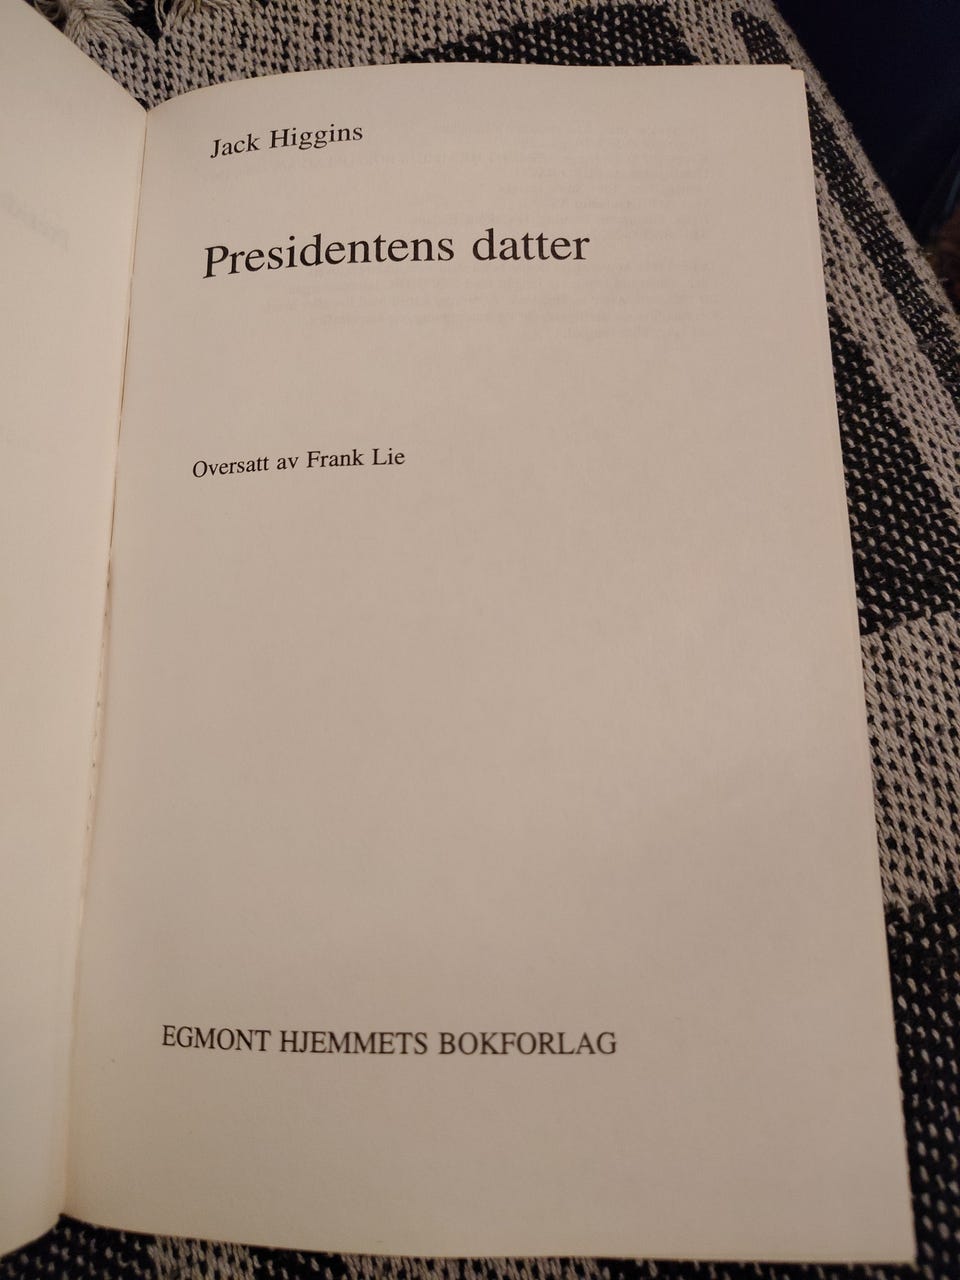 Jack Higgins
Presidentens datter
Oversatt av Frank Lie
EGMONT HJEMMETS BOKFORLAG